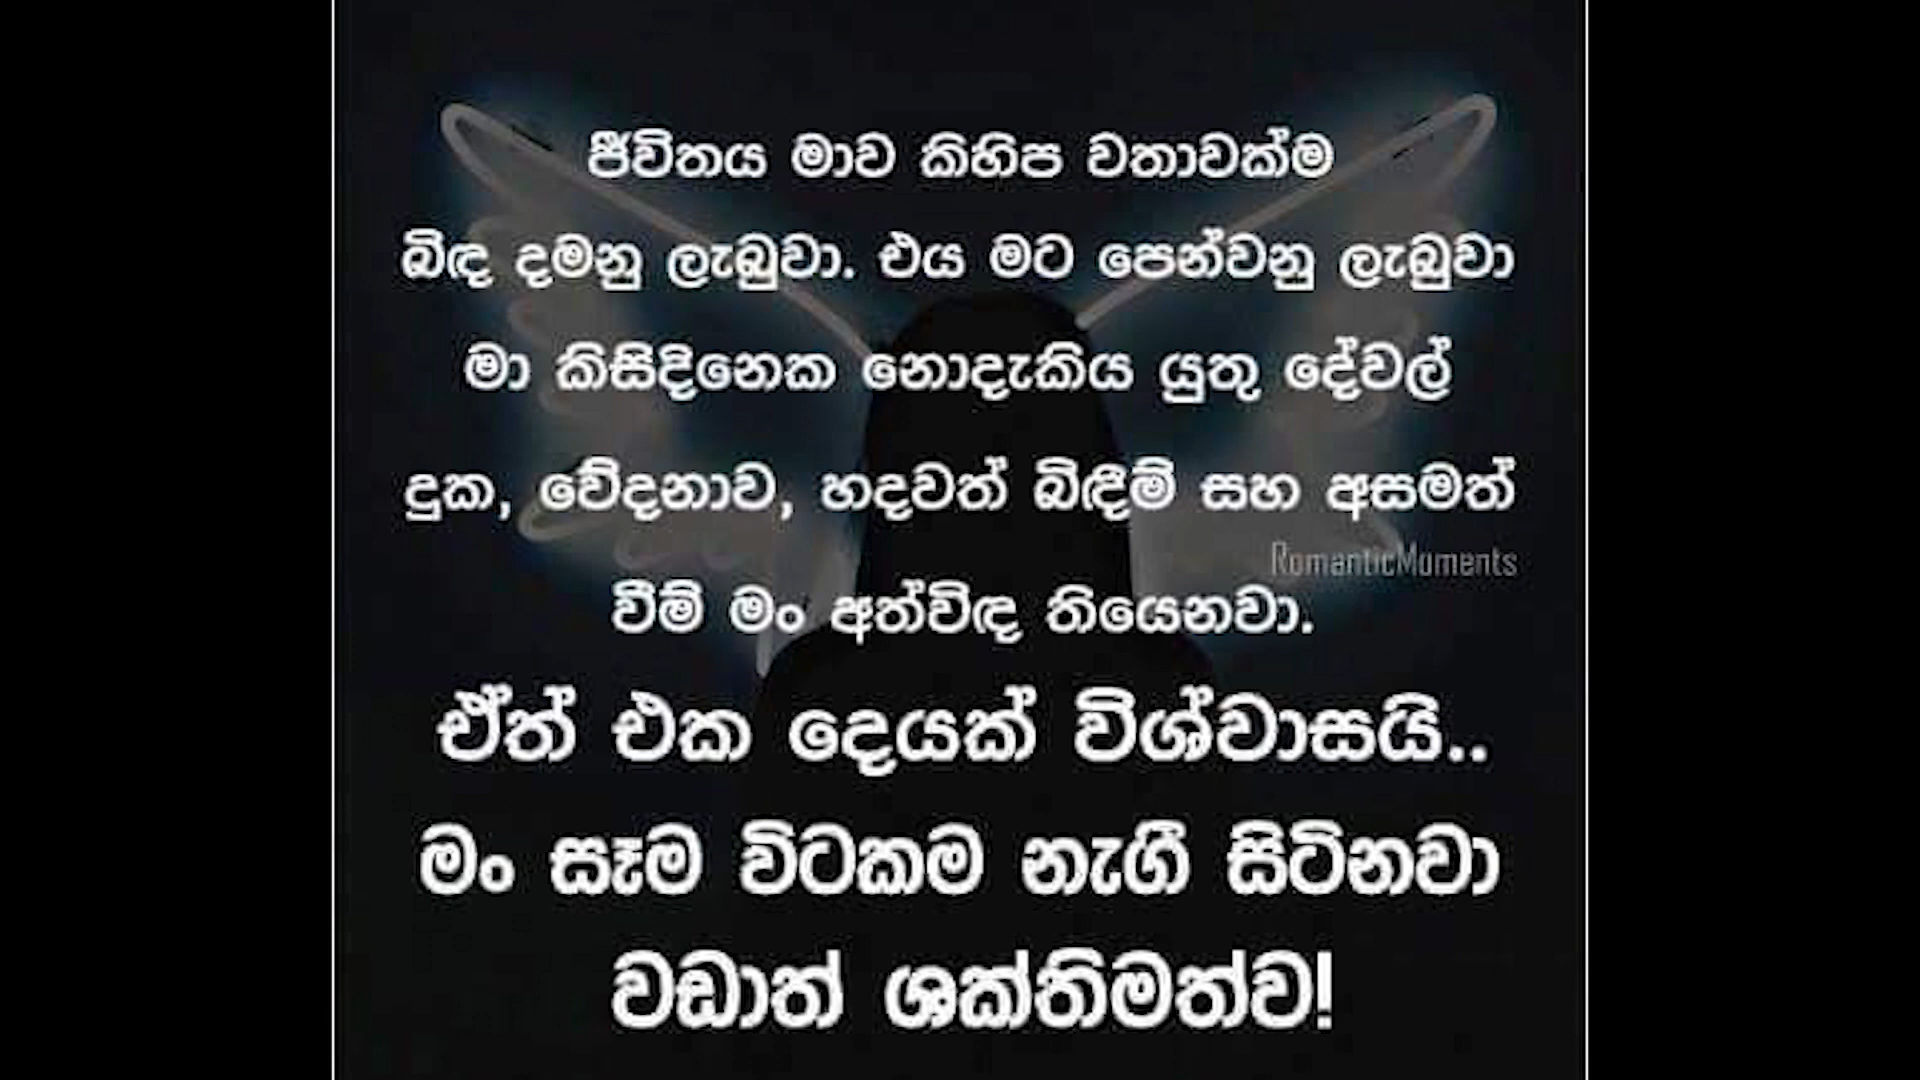 ජීවිතය මාව කිහිප වතාවක්ම
බිඳ දමනු ලැබුවා. එය මට පෙන්වනු ලැබුවා
මා කිසිදිනෙක නොදැකිය යුතු දේවල්
දුක, වේදනාව, හදවත් බිඳීම් සහ අසමත්
RomanticMoments
වීම් මං අත්විඳ තියෙනවා.
ඒත් එක දෙයක් විශ්වාසයි..
මං සෑම විටකම නැගී සිටිනවා
වඩාත් ශක්තිමත්ව!